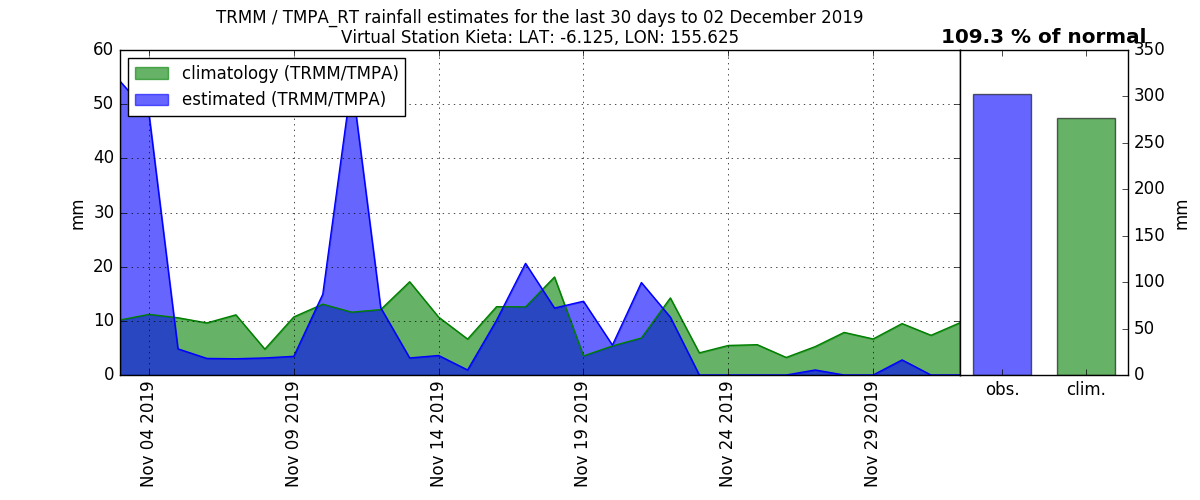 TRMM / TMPA_RT rainfall estimates for the last 30 days to 02 December 2019
Virtual Station Kieta: LAT: -6.125, LON: 155.625
109.3 % of normal
climatology (TRMM/TMPA)
estimated (TRMM/TMPA)
60
50
40
30
20
10
0
mm
Nov 04 2019
Nov 09 2019
Nov 14 2019
Nov 19 2019
Nov 24 2019
Nov 29 2019
obs.
clim.
350
300
250
200
150
100
50
0
mm